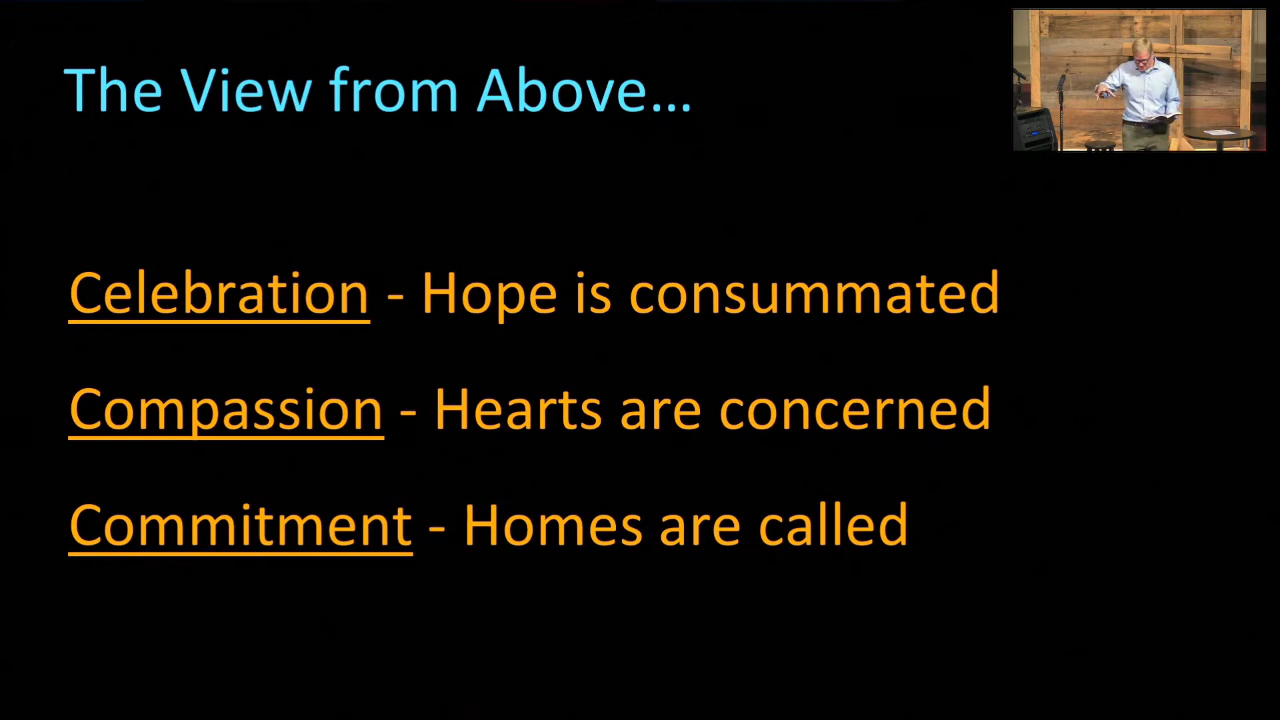 The View from Above...
Celebration - Hope is consummated
Compassion - Hearts are concerned
Commitment - Homes are called